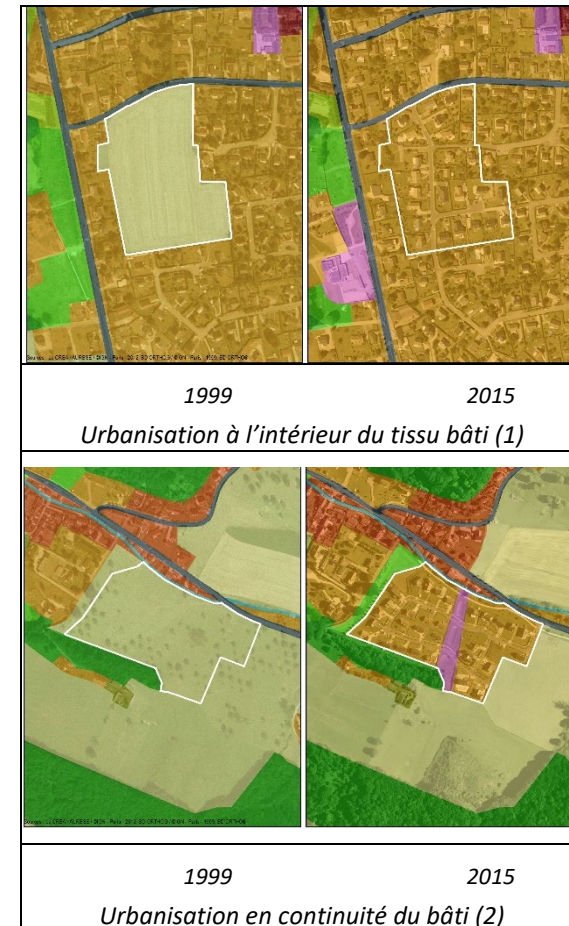 1999 2015
Urbanisation à l’intérieur du tissu bâti (1)
1999 2015
Urbanisation en continuité du bâti (2)